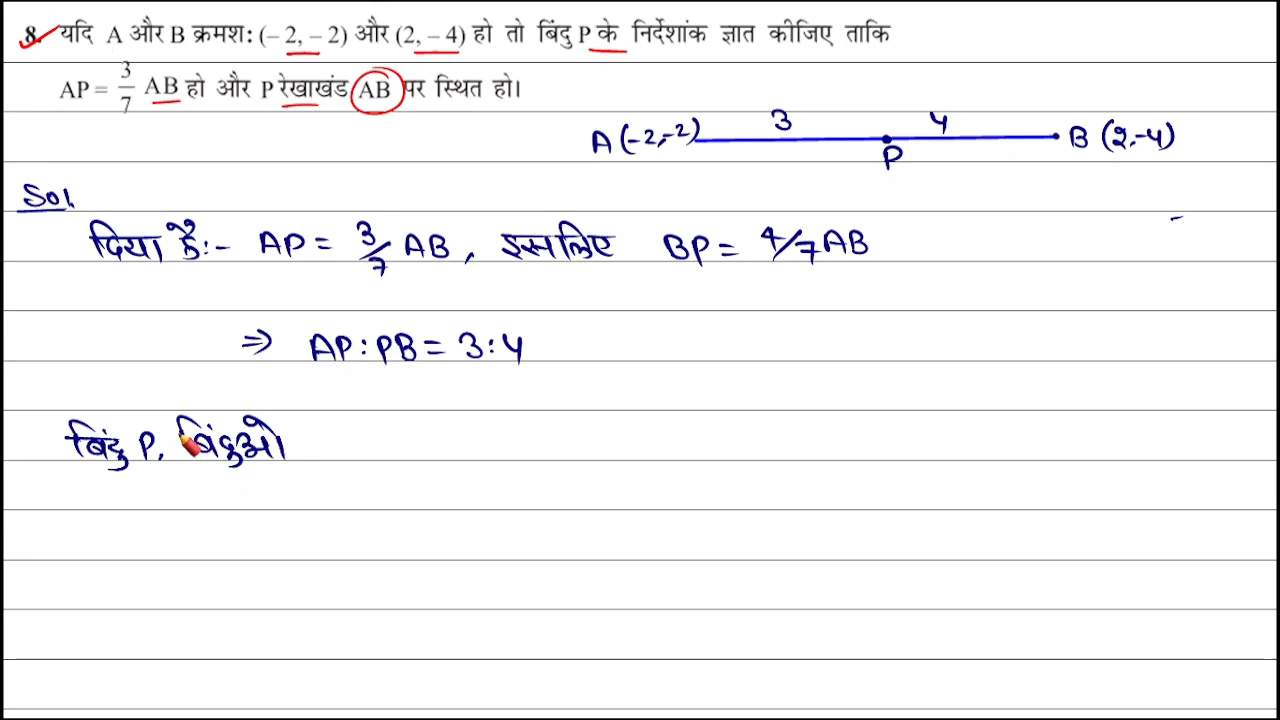 8. यदि A और B क्रमश: (– 2, – 2) और (2, – 4) हो तो बिंदु P के निर्देशांक ज्ञात कीजिए ताकि
AP = 3/7 AB हो और P रेखाखंड AB पर स्थित हो।
A (-2,-2) 3 P 4 B (2,-4)
Sol.
दिया है:- AP = 3/7 AB, इसलिए BP = 4/7 AB
⇒ AP:PB = 3:4
बिंदु P, बिंदुओ